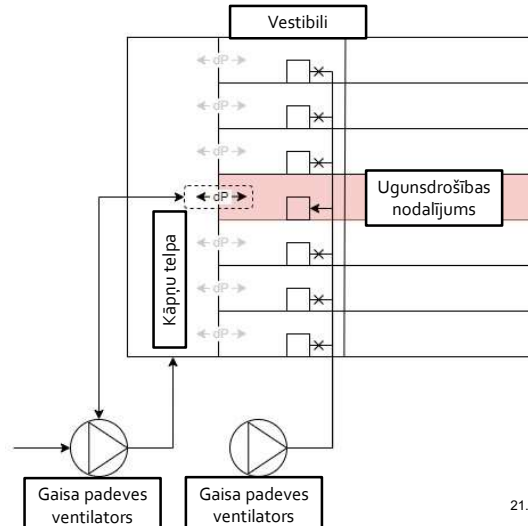 Vestibili
dP
dP
dP
dP
Ugunsdrošības
nodalījums
Kāpņu telpa
dP
dP
dP
Gaisa padeves
ventilators
Gaisa padeves
ventilators
21.